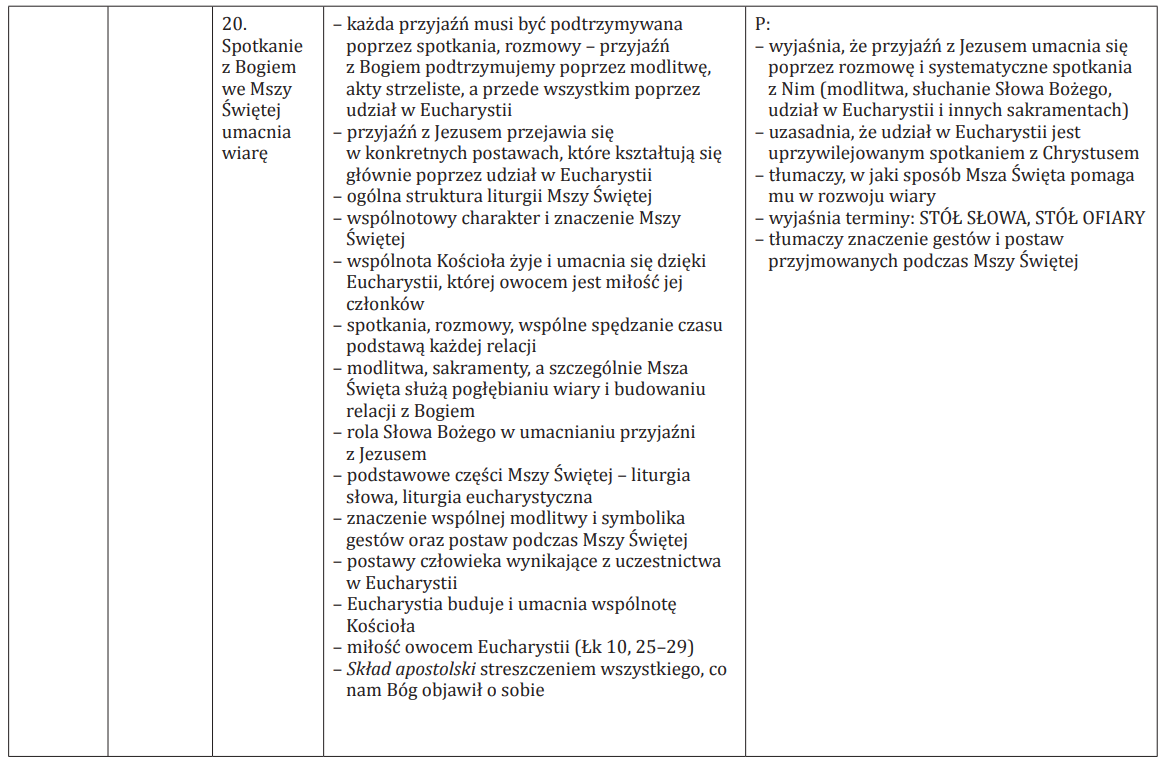 20.
Spotkanie
z Bogiem
we Mszy
Świętej
umacnia
wiarę
– każda przyjaźń musi być podtrzymywana
poprzez spotkania, rozmowy – przyjaźń
z Bogiem podtrzymujemy poprzez modlitwę,
akty strzeliste, a przede wszystkim poprzez
udział w Eucharystii
– przyjaźń z Jezusem przejawia się
w konkretnych postawach, które kształtują się
głównie poprzez udział w Eucharystii
– ogólna struktura liturgii Mszy Świętej
– wspólnotowy charakter i znaczenie Mszy
Świętej
– wspólnota Kościoła żyje i umacnia się dzięki
Eucharystii, której owocem jest miłość jej
członków
– spotkania, rozmowy, wspólne spędzanie czasu
podstawą każdej relacji
– modlitwa, sakramenty, a szczególnie Msza
Święta służą pogłębianiu wiary i budowaniu
relacji z Bogiem
– rola Słowa Bożego w umacnianiu przyjaźni
z Jezusem
– podstawowe części Mszy Świętej – liturgia
słowa, liturgia eucharystyczna
– znaczenie wspólnej modlitwy i symbolika
gestów oraz postaw podczas Mszy Świętej
– postawy człowieka wynikające z uczestnictwa
w Eucharystii
– Eucharystia buduje i umacnia wspólnotę
Kościoła
– miłość owocem Eucharystii (Łk 10, 25–29)
– Skład apostolski streszczeniem wszystkiego, co
nam Bóg objawił o sobie
P:
– wyjaśnia, że przyjaźń z Jezusem umacnia się
poprzez rozmowę i systematyczne spotkania
z Nim (modlitwa, słuchanie Słowa Bożego,
udział w Eucharystii i innych sakramentach)
– uzasadnia, że udział w Eucharystii jest
uprzywilejowanym spotkaniem z Chrystusem
– tłumaczy, w jaki sposób Msza Święta pomaga
mu w rozwoju wiary
– wyjaśnia terminy: STÓŁ SŁOWA, STÓŁ OFIARY
– tłumaczy znaczenie gestów i postaw
przyjmowanych podczas Mszy Świętej